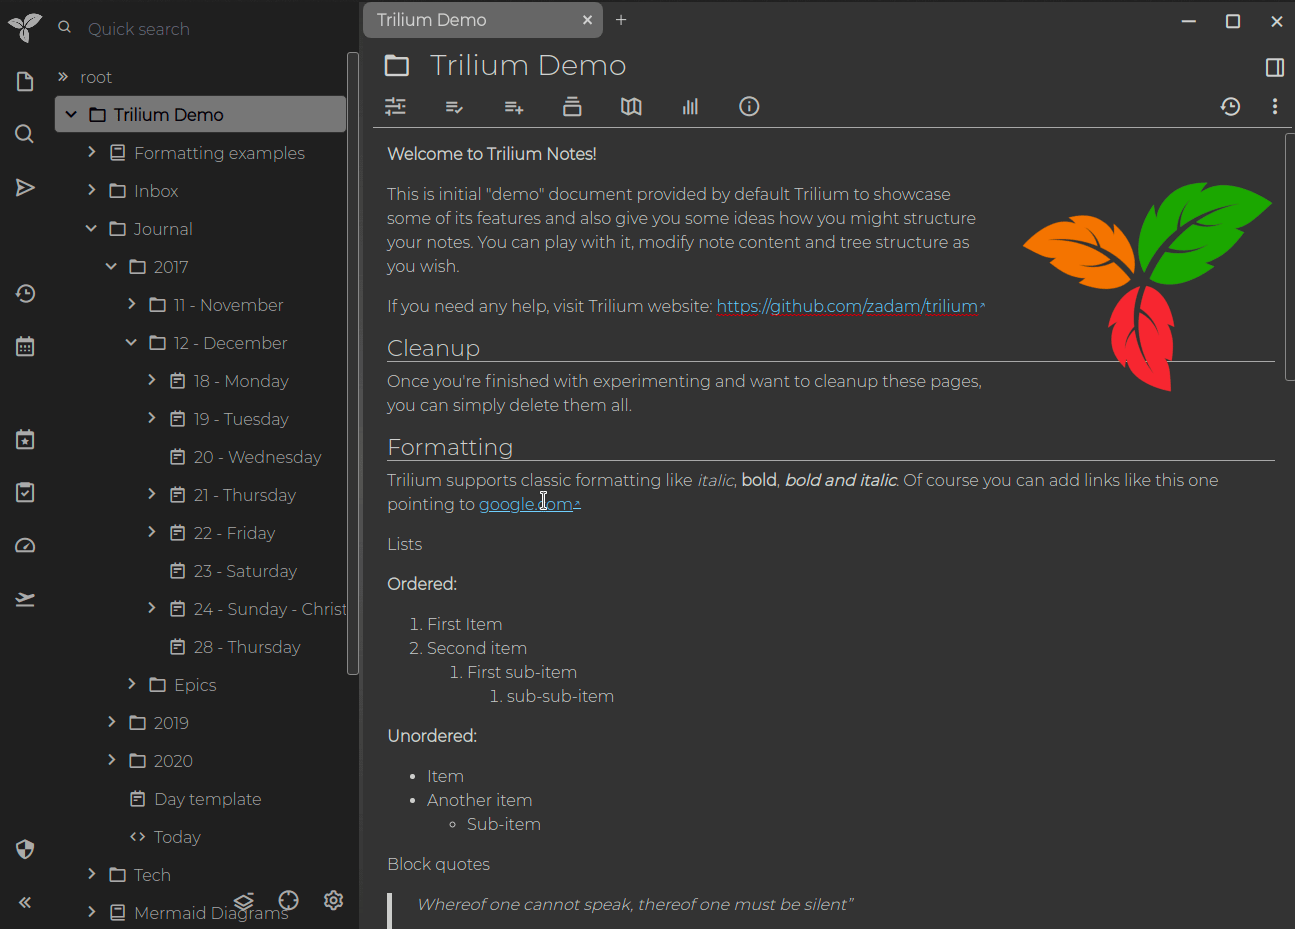 Quick search
root
Trilium Demo
Formatting examples
Inbox
Journal
2017
11 - November
12 - December
18 - Monday
19 - Tuesday
20 - Wednesday
21 - Thursday
22 - Friday
23 - Saturday
24 - Sunday - Christ
28 - Thursday
Epics
2019
2020
Day template
Today
Tech
Mermaid Diagrams
Trilium Demo
Trilium Demo
Welcome to Trilium Notes!
This is initial "demo" document provided by default Trilium to showcase
some of its features and also give you some ideas how you might structure
your notes. You can play with it, modify note content and tree structure as
you wish.
If you need any help, visit Trilium website: https://github.com/zadam/trilium
Cleanup
Once you're finished with experimenting and want to cleanup these pages,
you can simply delete them all.
Formatting
Trilium supports classic formatting like italic, bold, bold and italic. Of course you can add links like this one
pointing to google.com
Lists
Ordered:
1. First Item
2. Second item
1. First sub-item
1. sub-sub-item
Unordered:
• Item
• Another item
◦ Sub-item
Block quotes
Whereof one cannot speak, thereof one must be silent”